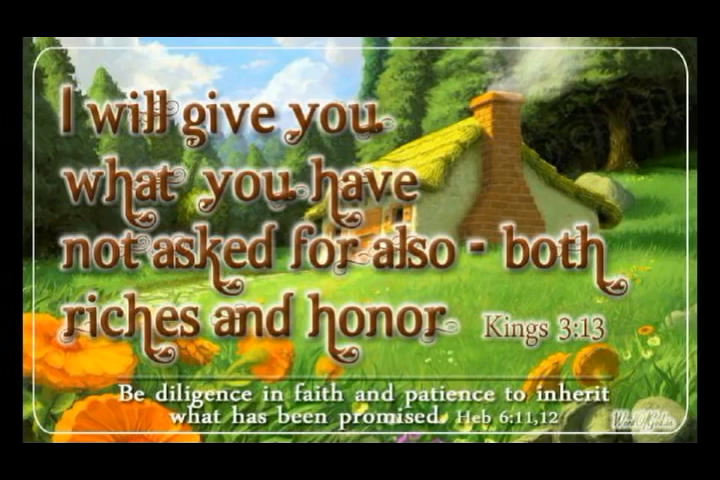 I will give you
what you have
not asked for also - both
riches and honor Kings 3:13
Be diligence in faith and patience to inherit
what has been promised. Heb 6:11,12